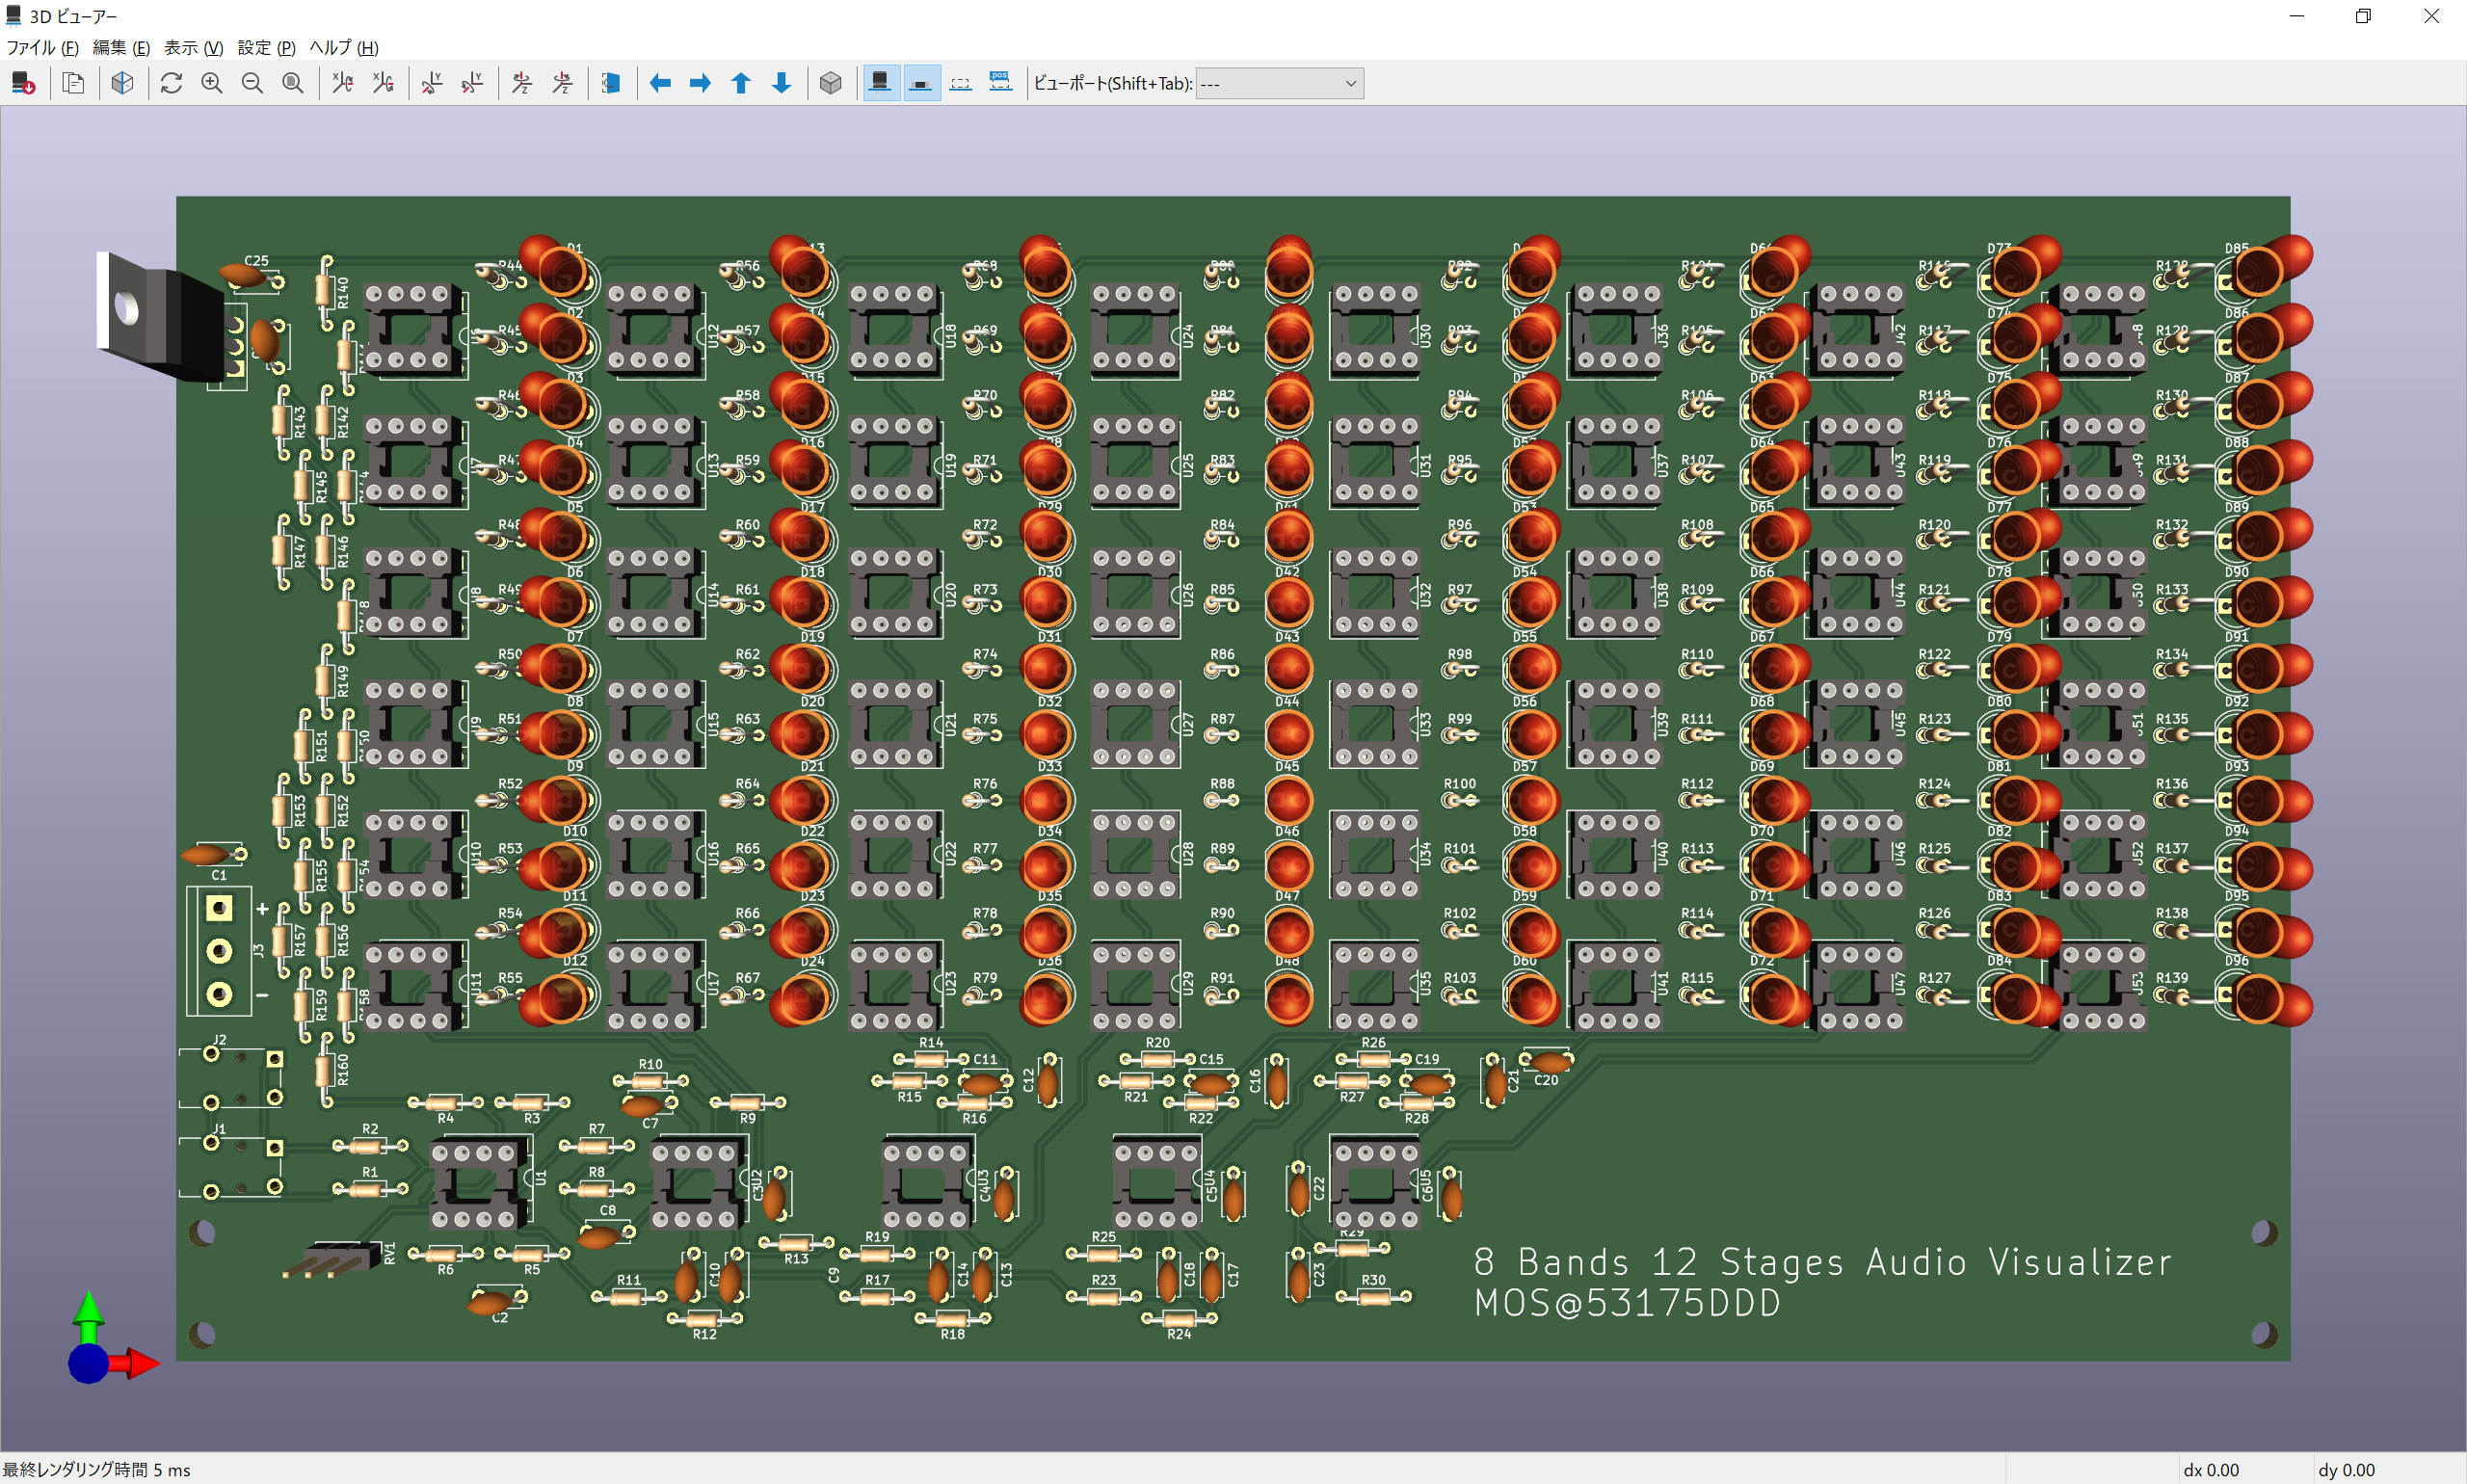 3D ビューアー
ファイル (F) 編集 (E) 表示 (V) 設定 (P) ヘルプ (H)
ビューポート(Shift+Tab): ---
C25 R140
D1 D85
R44 R56 R68
D2 D74 D86
U12 U18 U24 U30 U36
R45 R57 R69 R117 R129
D3 D75 D87
R143 R142
R46 R58 R70 R82 R94 R106 R118 R130
D4 D16 D64 D76 D88
R145 R47 R59 R71 R83 R95 R107 R119 R131
U13 U19 U25 U31 U37 U43
D5 D17 D29 D41 D53 D65 D77 D89
R147 R146 R48 R60 R72 R84 R96 R108 R120 R132
D6 D18 D30 D42 D54 D66 D78 D90
U8 R49 U14 R61 U20 R73 U26 R85 U32 R97 U38 R109 U44 R121 U50 R133
D7 D19 D31 D43 D55 D67 D79 D91
R149 R50 R62 R74 R86 R98 R110 R122 R134
D8 D20 D32 D44 D56 D68 D80 D92
R151 U9 R51 U15 R63 U21 R75 U27 R87 U33 R99 U39 R111 U45 R123 U51 R135
D9 D21 D33 D45 D57 D69 D81 D93
R153 R152 R52 R64 R76 R88 R100 R112 R124 R136
D10 D22 D34 D46 D58 D70 D82 D94
C1 R155 U10 R53 U16 R65 U22 R77 U28 R89 U34 R101 U40 R113 U46 R125 U52 R137
D11 D23 D35 D47 D59 D71 D83 D95
+ J3 R157 R156 R54 R66 R78 R90 R102 R114 R126 R138
D12 D24 D36 D48 D60 D72 D84 D96
- R159 U11 R55 U17 R67 U23 R79 U29 R91 U35 R103 U41 R115 U47 R127 U53 R139
J2 R160 R10 R14 C11 C12 R20 C15 C16 R26 C19 C21 C20
R15 R16 R21 R22 R27 R28
R4 R3 C7 R9
J1 R2 R7
R1 U1 R8 C3 U2 C4 U3 C5 U4 C22 C6 U5
C8
RV1 R6 R5 R13 R19 R25 R29
R11 C10 C9 R17 C14 C13 R23 C18 C17 C23 R30
C2 R12 R18 R24
8 Bands 12 Stages Audio Visualizer
MOS@53175DDD
最終レンダリング時間 5 ms
dx 0.00 dy 0.00